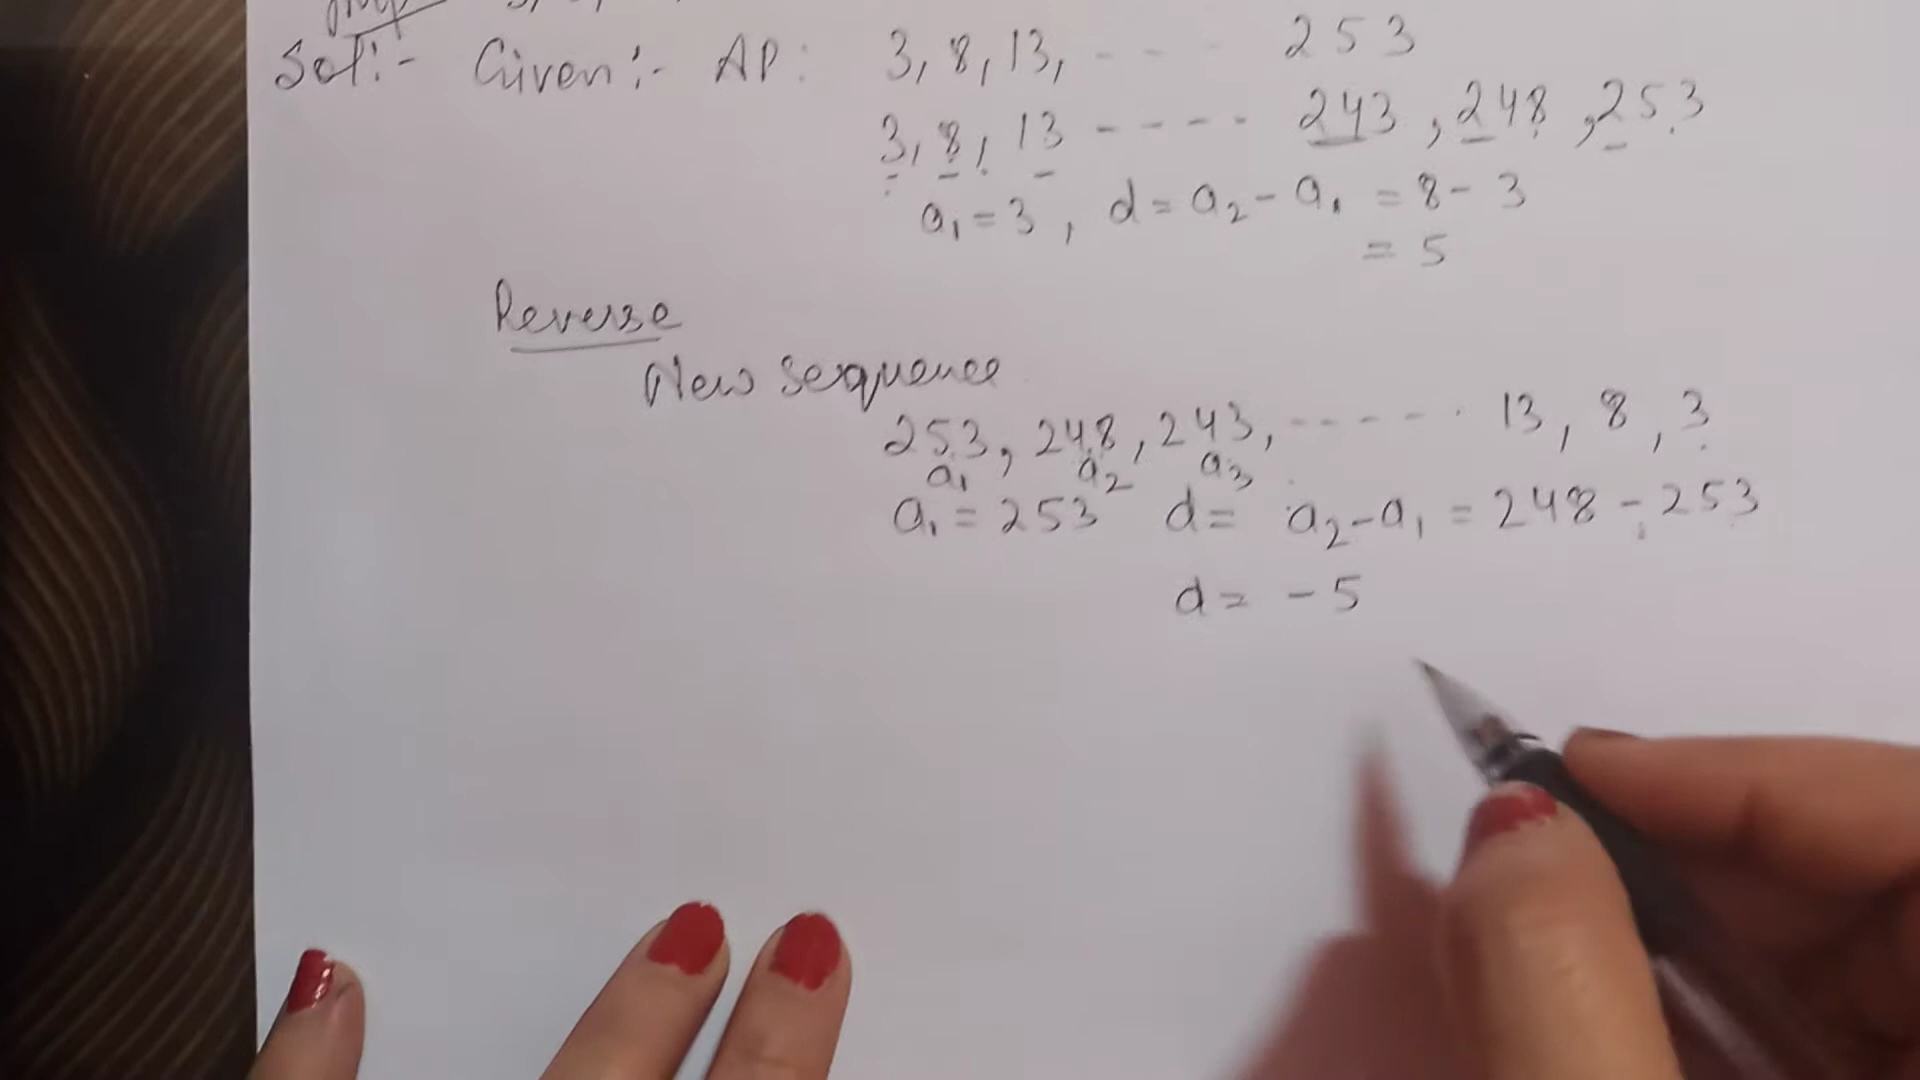 Sol:- Given:- AP: 3, 8, 13, - - - 253
3, 8, 13 - - - - 243, 248, 253
a₁ = 3, d = a₂ - a₁ = 8 - 3
= 5
Reverse
New sequence
253, 248, 243, - - - - - 13, 8, 3
a₁ a₂ a₃
a₁ = 253 d = a₂ - a₁ = 248 - 253
d = - 5